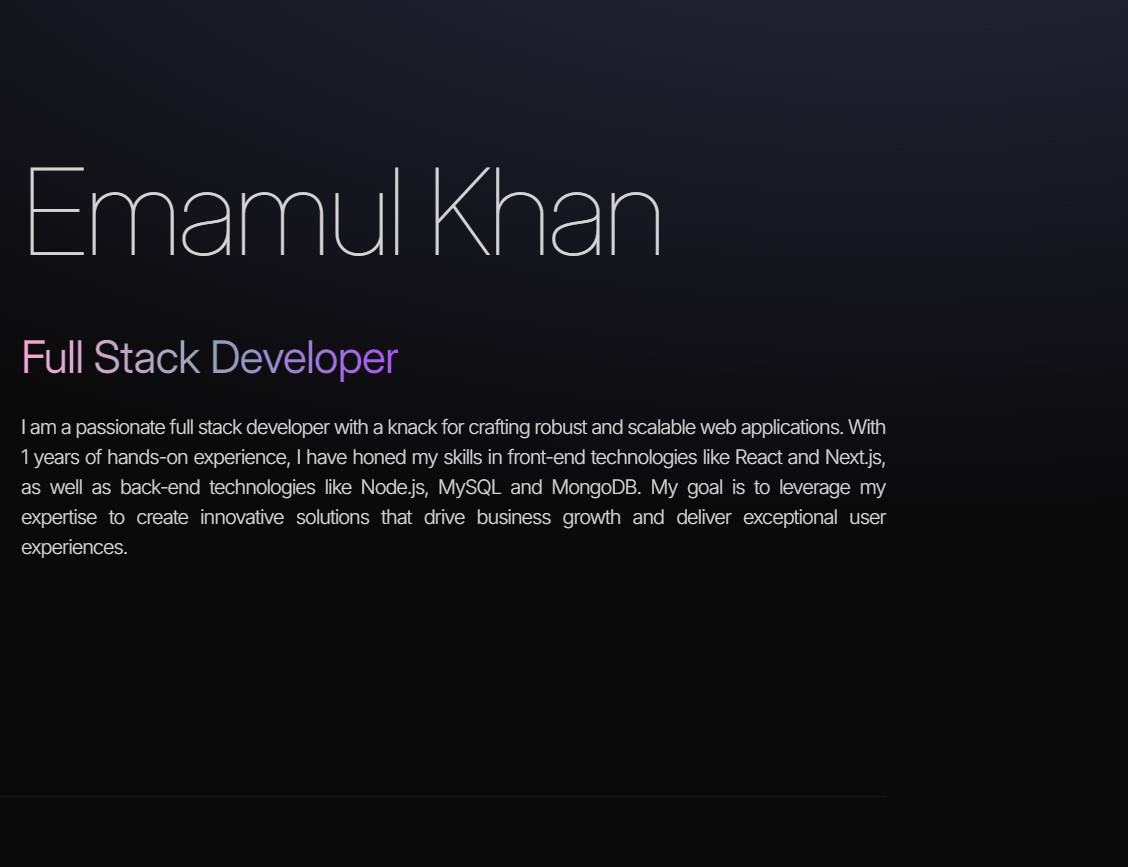 Emamul Khan
Full Stack Developer
I am a passionate full stack developer with a knack for crafting robust and scalable web applications. With
1 years of hands-on experience, I have honed my skills in front-end technologies like React and Next.js,
as well as back-end technologies like Node.js, MySQL and MongoDB. My goal is to leverage my
expertise to create innovative solutions that drive business growth and deliver exceptional user
experiences.